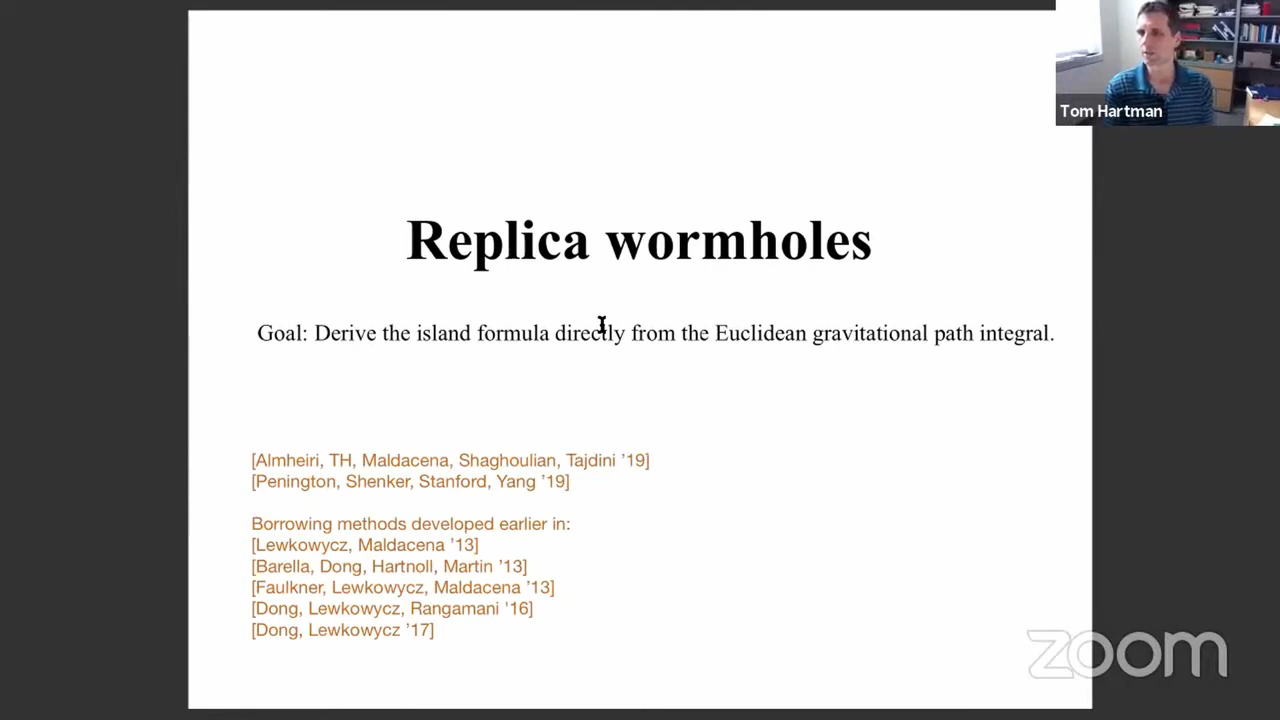 Tom Hartman
Replica wormholes
Goal: Derive the island formula directly from the Euclidean gravitational path integral.
[Almheiri, TH, Maldacena, Shaghoulian, Tajdini ’19]
[Penington, Shenker, Stanford, Yang ’19]
Borrowing methods developed earlier in:
[Lewkowycz, Maldacena ’13]
[Barella, Dong, Hartnoll, Martin ’13]
[Faulkner, Lewkowycz, Maldacena ’13]
[Dong, Lewkowycz, Rangamani '16]
[Dong, Lewkowycz ’17]
zoom